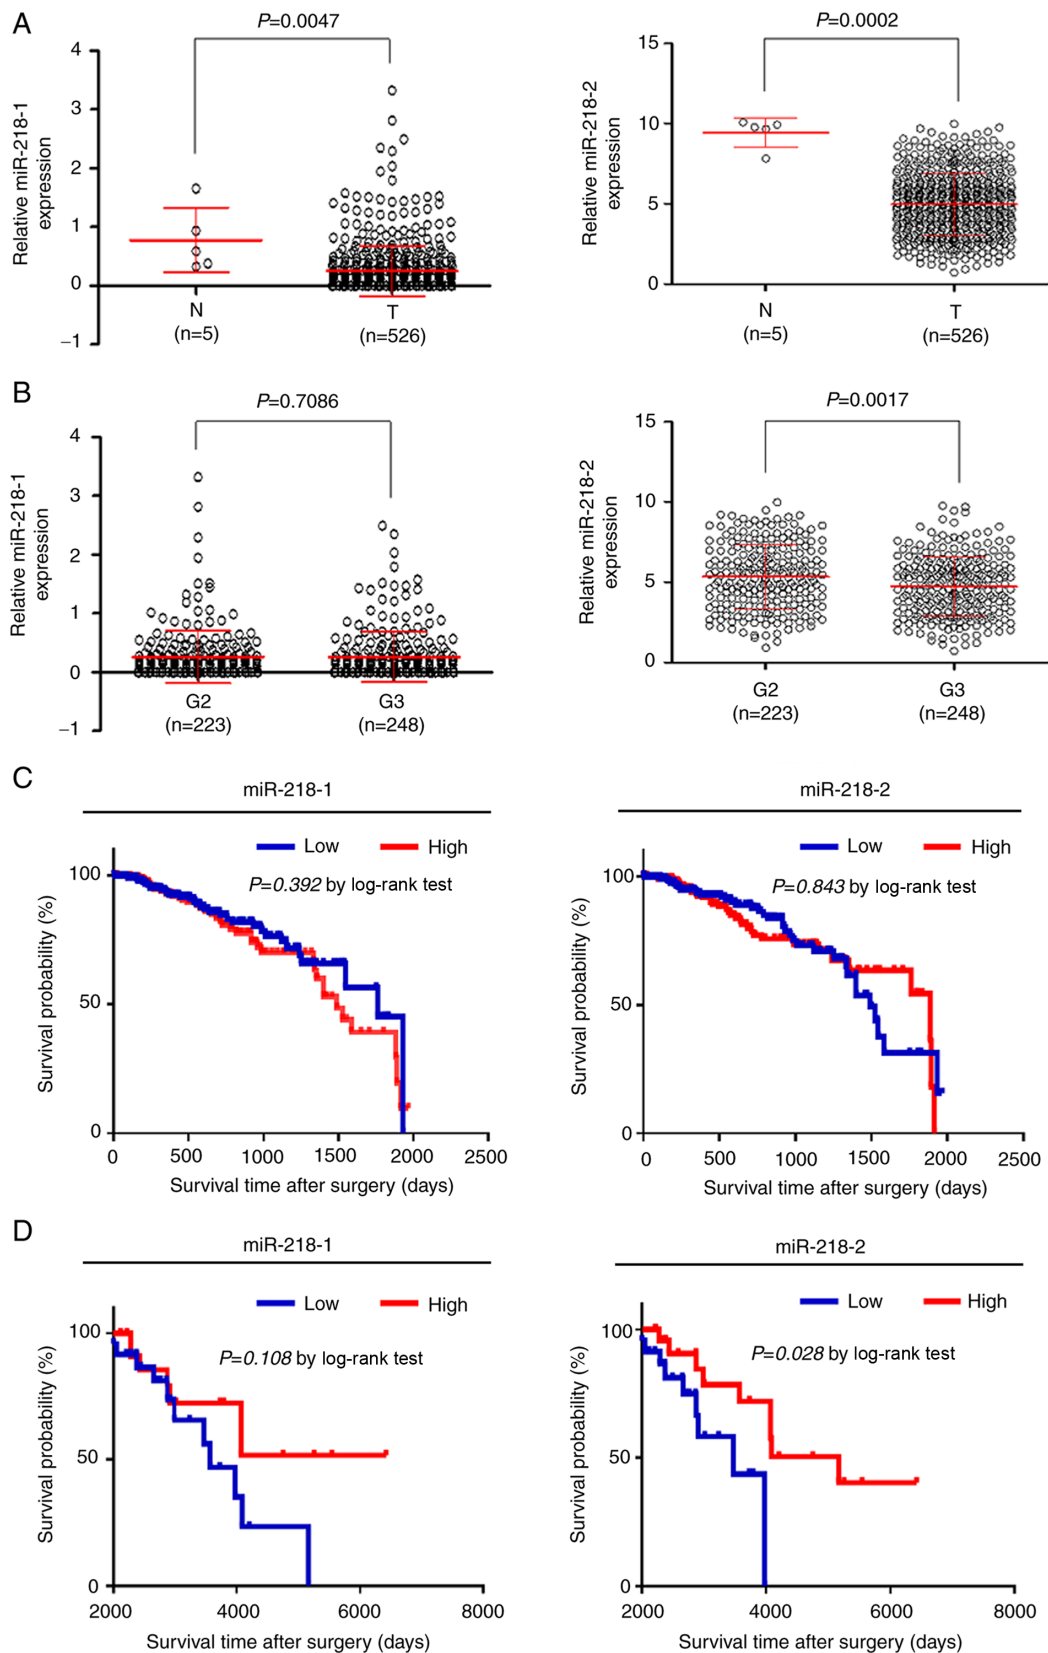 A
P=0.0047
Relative miR-218-1
expression
4
3
2
1
0
−1
N
(n=5)
T
(n=526)
P=0.0002
Relative miR-218-2
expression
15
10
5
0
N
(n=5)
T
(n=526)
B
P=0.7086
Relative miR-218-1
expression
4
3
2
1
0
−1
G2
(n=223)
G3
(n=248)
P=0.0017
Relative miR-218-2
expression
15
10
5
0
G2
(n=223)
G3
(n=248)
C
miR-218-1
Low
High
P=0.392 by log-rank test
Survival probability (%)
100
50
0
0 500 1000 1500 2000 2500
Survival time after surgery (days)
miR-218-2
Low
High
P=0.843 by log-rank test
Survival probability (%)
100
50
0
0 500 1000 1500 2000 2500
Survival time after surgery (days)
D
miR-218-1
Low
High
P=0.108 by log-rank test
Survival probability (%)
100
50
0
2000 4000 6000 8000
Survival time after surgery (days)
miR-218-2
Low
High
P=0.028 by log-rank test
Survival probability (%)
100
50
0
2000 4000 6000 8000
Survival time after surgery (days)